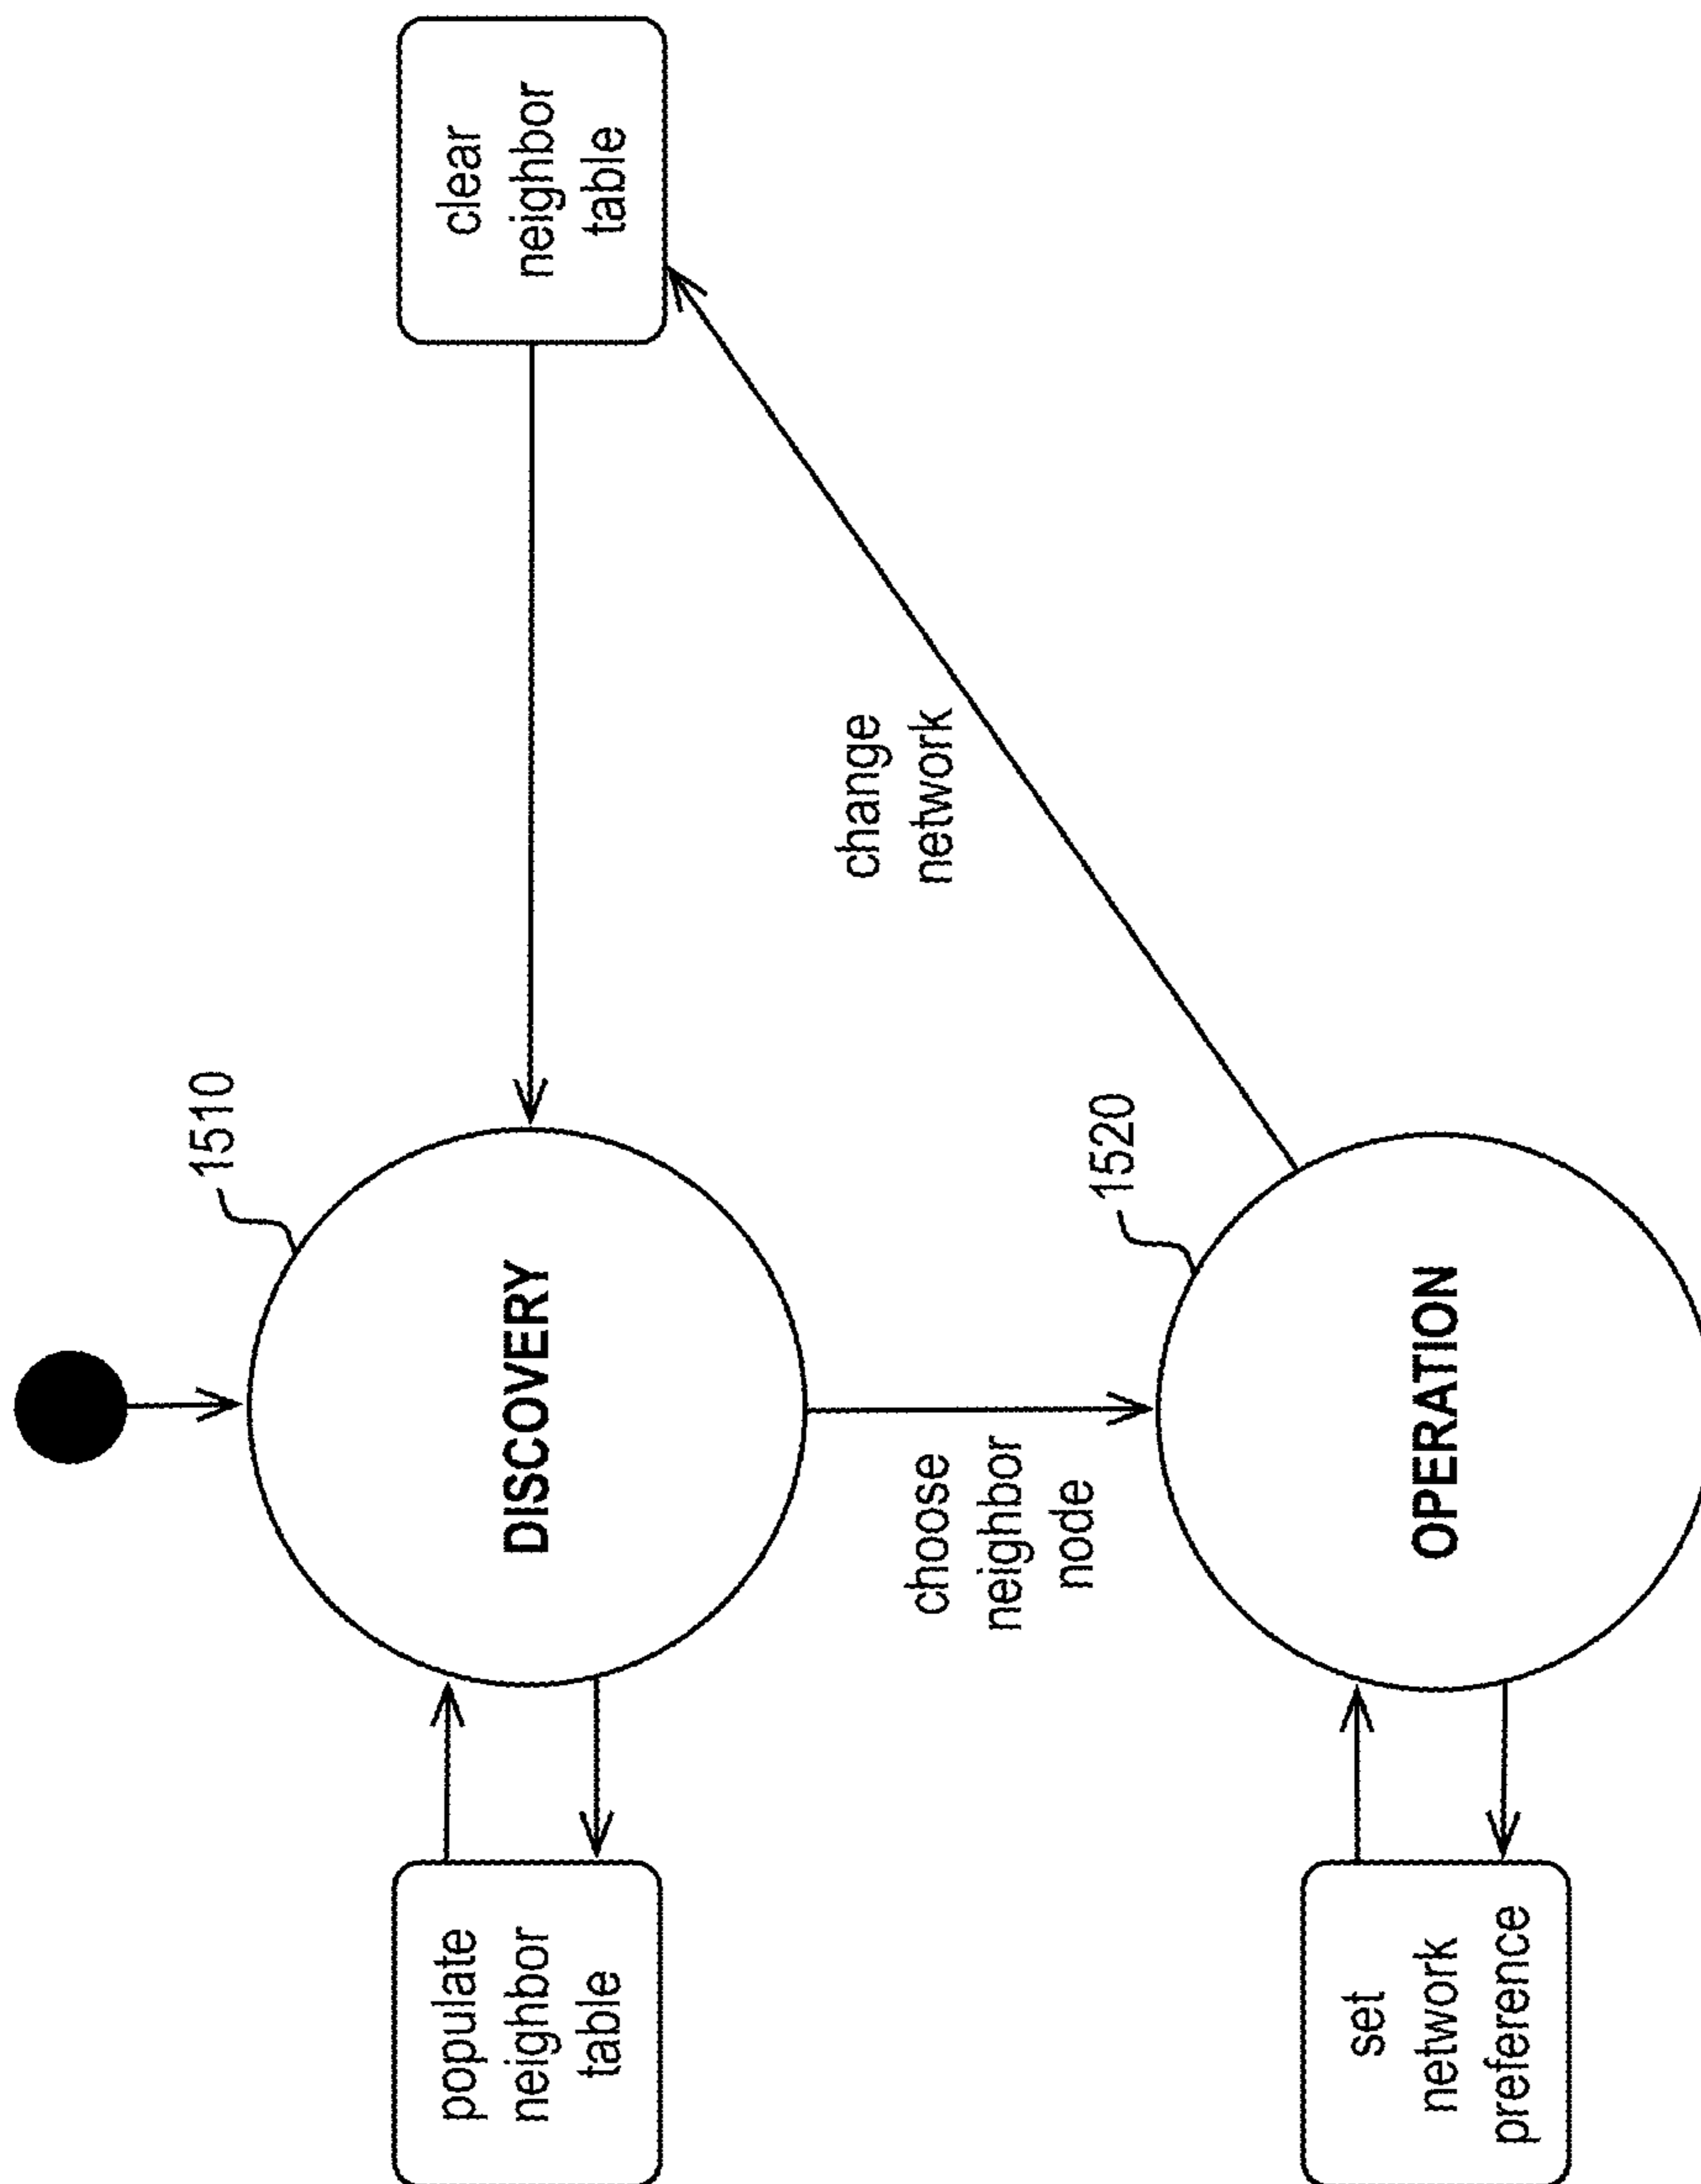 clear
neighbor
table
change
network
1510
DISCOVERY
1520
OPERATION
choose
neighbor
node
populate
neighbor
table
set
network
preference